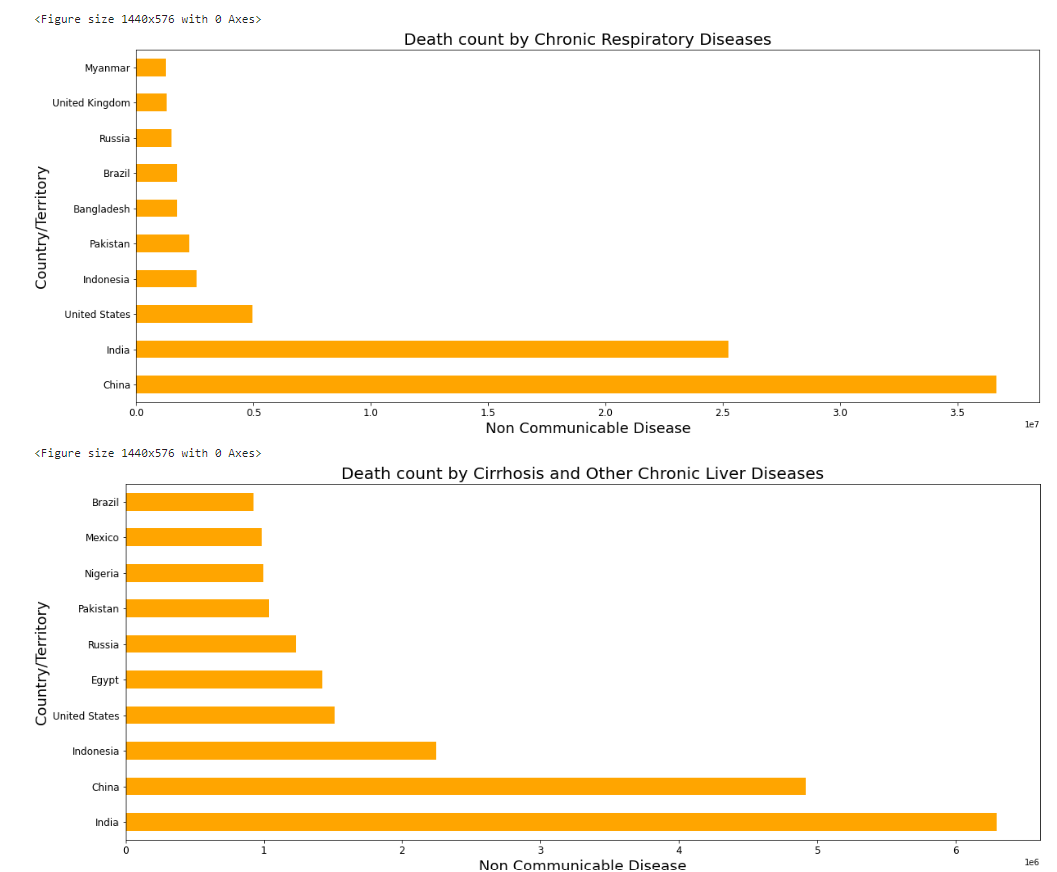 <Figure size 1440x576 with 0 Axes>
Death count by Chronic Respiratory Diseases
Country/Territory
Myanmar
United Kingdom
Russia
Brazil
Bangladesh
Pakistan
Indonesia
United States
India
China
0.0 0.5 1.0 1.5 2.0 2.5 3.0 3.5
1e7
Non Communicable Disease
<Figure size 1440x576 with 0 Axes>
Death count by Cirrhosis and Other Chronic Liver Diseases
Country/Territory
Brazil
Mexico
Nigeria
Pakistan
Russia
Egypt
United States
Indonesia
China
India
0 1 2 3 4 5 6
1e6
Non Communicable Disease